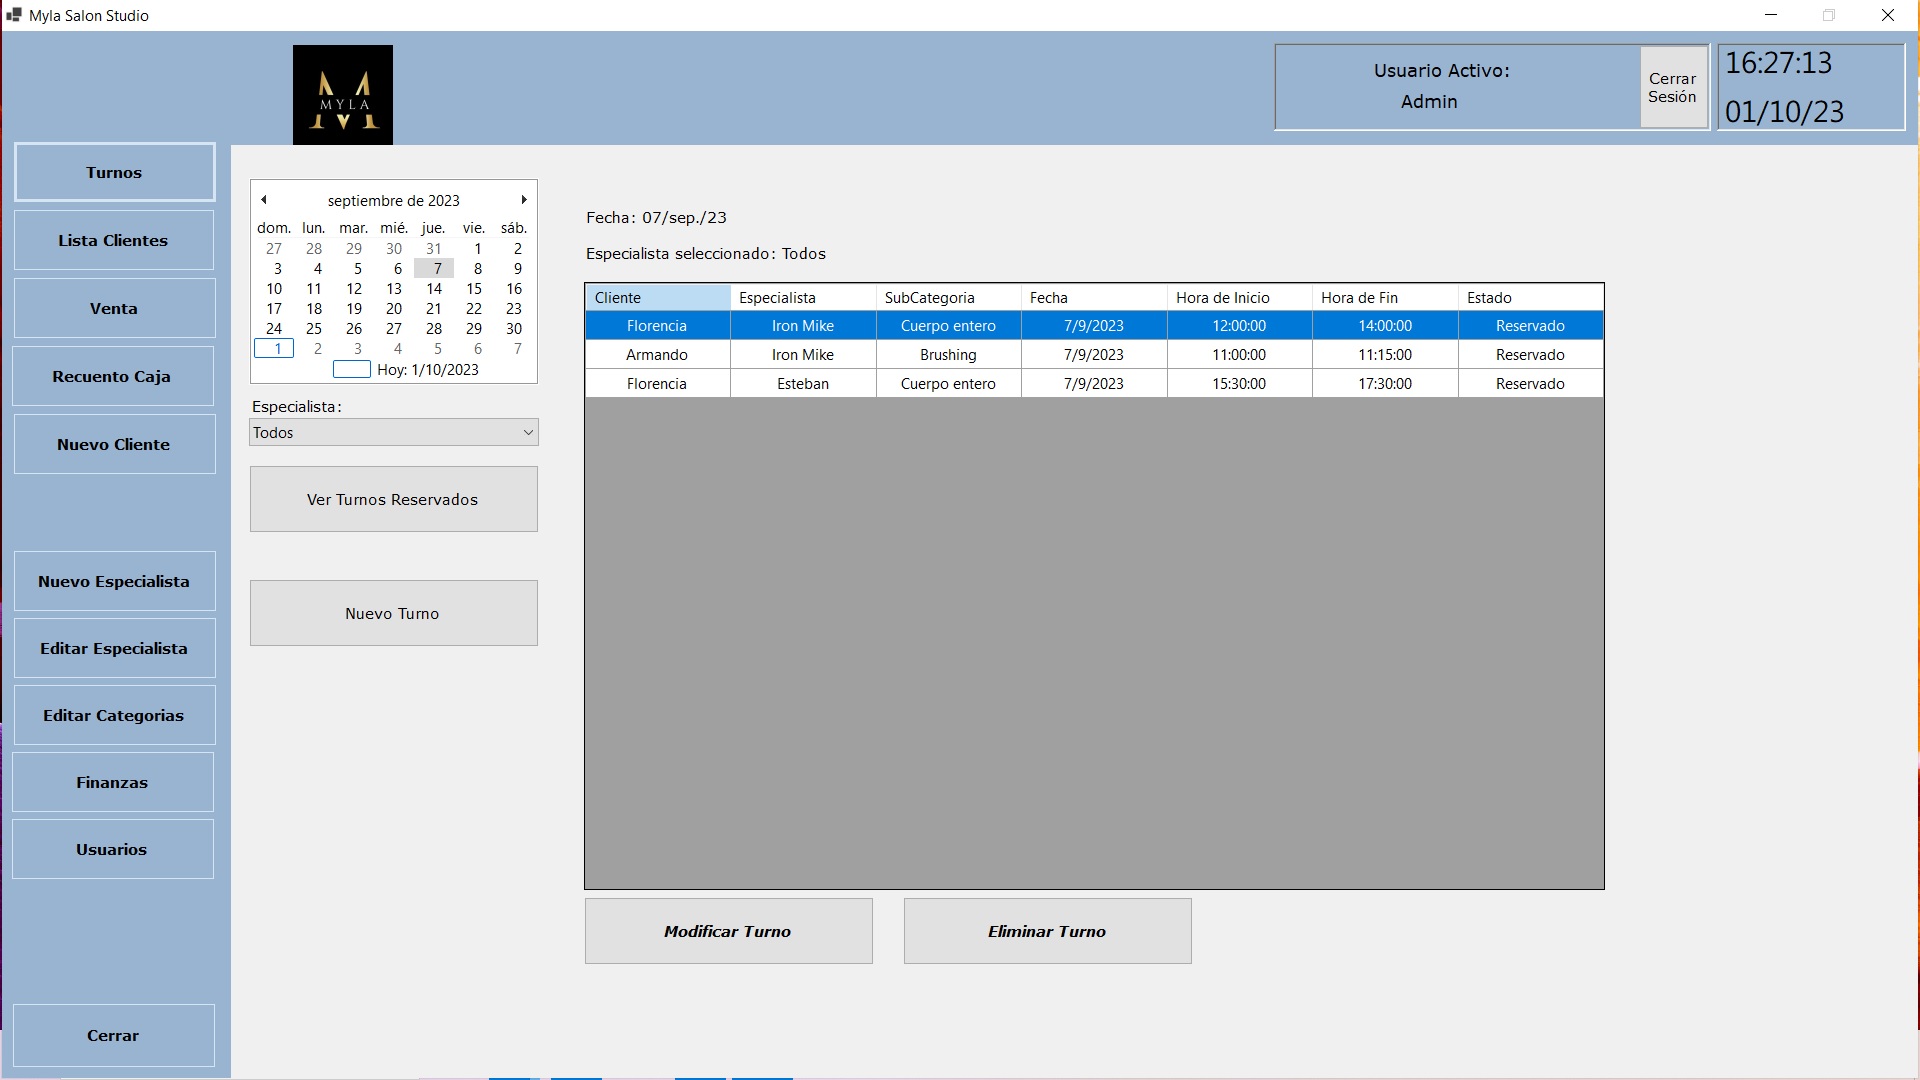 Myla Salon Studio
MYLA
Usuario Activo:
Admin
Cerrar
Sesión
16:27:13
01/10/23
Turnos
Lista Clientes
Venta
Recuento Caja
Nuevo Cliente
Nuevo Especialista
Editar Especialista
Editar Categorias
Finanzas
Usuarios
Cerrar
septiembre de 2023
dom. lun. mar. mié. jue. vie. sáb.
27 28 29 30 31 1 2
3 4 5 6 7 8 9
10 11 12 13 14 15 16
17 18 19 20 21 22 23
24 25 26 27 28 29 30
1 2 3 4 5 6 7
Hoy: 1/10/2023
Especialista:
Todos
Ver Turnos Reservados
Nuevo Turno
Fecha: 07/sep./23
Especialista seleccionado: Todos
Cliente Especialista SubCategoria Fecha Hora de Inicio Hora de Fin Estado
Florencia Iron Mike Cuerpo entero 7/9/2023 12:00:00 14:00:00 Reservado
Armando Iron Mike Brushing 7/9/2023 11:00:00 11:15:00 Reservado
Florencia Esteban Cuerpo entero 7/9/2023 15:30:00 17:30:00 Reservado
Modificar Turno
Eliminar Turno